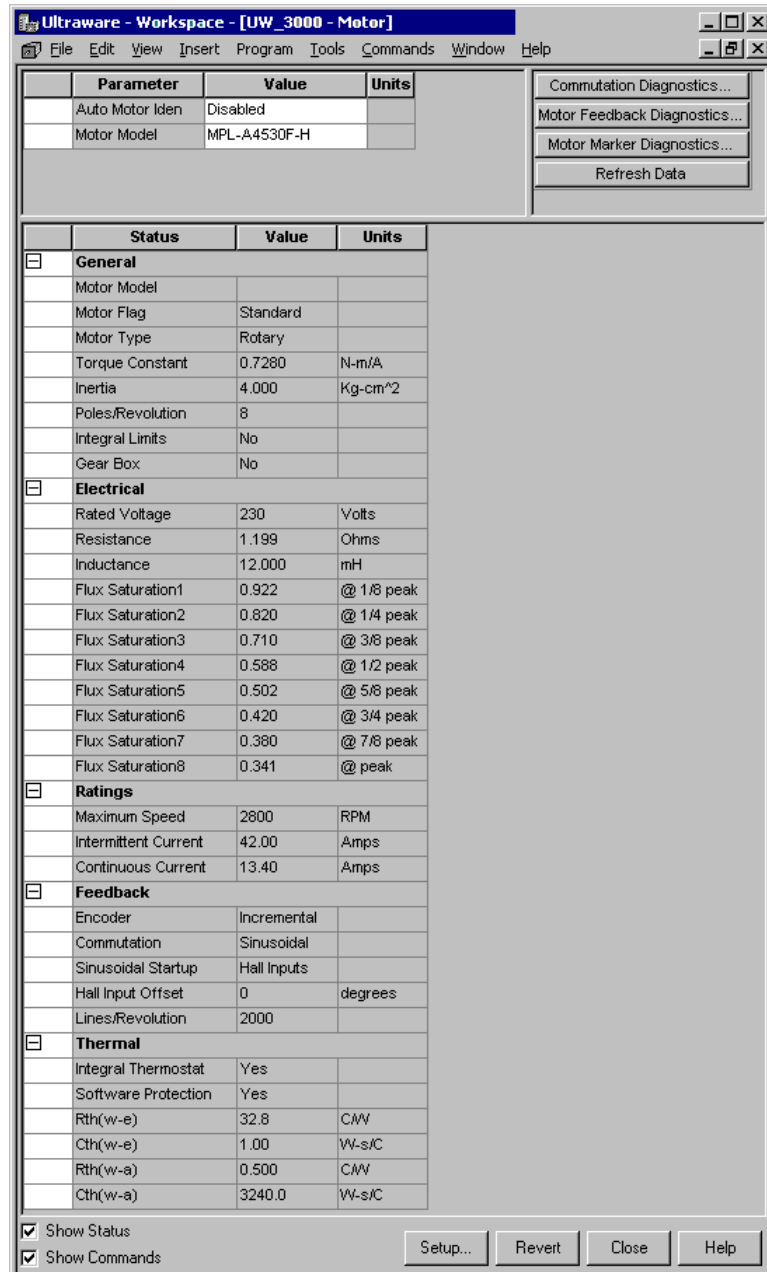 Ultraware - Workspace - [UW_3000 - Motor]
File Edit View Insert Program Tools Commands Window Help
Parameter Value Units
Auto Motor Iden Disabled
Motor Model MPL-A4530F-H
Commutation Diagnostics...
Motor Feedback Diagnostics...
Motor Marker Diagnostics...
Refresh Data
Status Value Units
General
Motor Model
Motor Flag Standard
Motor Type Rotary
Torque Constant 0.7280 N-m/A
Inertia 4.000 Kg-cm^2
Poles/Revolution 8
Integral Limits No
Gear Box No
Electrical
Rated Voltage 230 Volts
Resistance 1.199 Ohms
Inductance 12.000 mH
Flux Saturation1 0.922 @ 1/8 peak
Flux Saturation2 0.820 @ 1/4 peak
Flux Saturation3 0.710 @ 3/8 peak
Flux Saturation4 0.588 @ 1/2 peak
Flux Saturation5 0.502 @ 5/8 peak
Flux Saturation6 0.420 @ 3/4 peak
Flux Saturation7 0.380 @ 7/8 peak
Flux Saturation8 0.341 @ peak
Ratings
Maximum Speed 2800 RPM
Intermittent Current 42.00 Amps
Continuous Current 13.40 Amps
Feedback
Encoder Incremental
Commutation Sinusoidal
Sinusoidal Startup Hall Inputs
Hall Input Offset 0 degrees
Lines/Revolution 2000
Thermal
Integral Thermostat Yes
Software Protection Yes
Rth(w-e) 32.8 C/W
Cth(w-e) 1.00 W-s/C
Rth(w-a) 0.500 C/W
Cth(w-a) 3240.0 W-s/C
Show Status
Show Commands
Setup... Revert Close Help